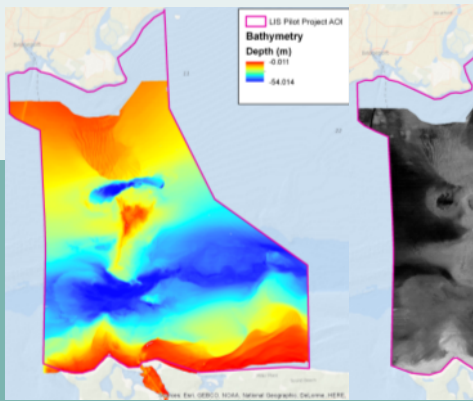 LIS Pilot Project AOI
Bathymetry
Depth (m)
-0.011
-54.014
Esri, GEBCO, NOAA, National Geographic, DeLorme, HERE,